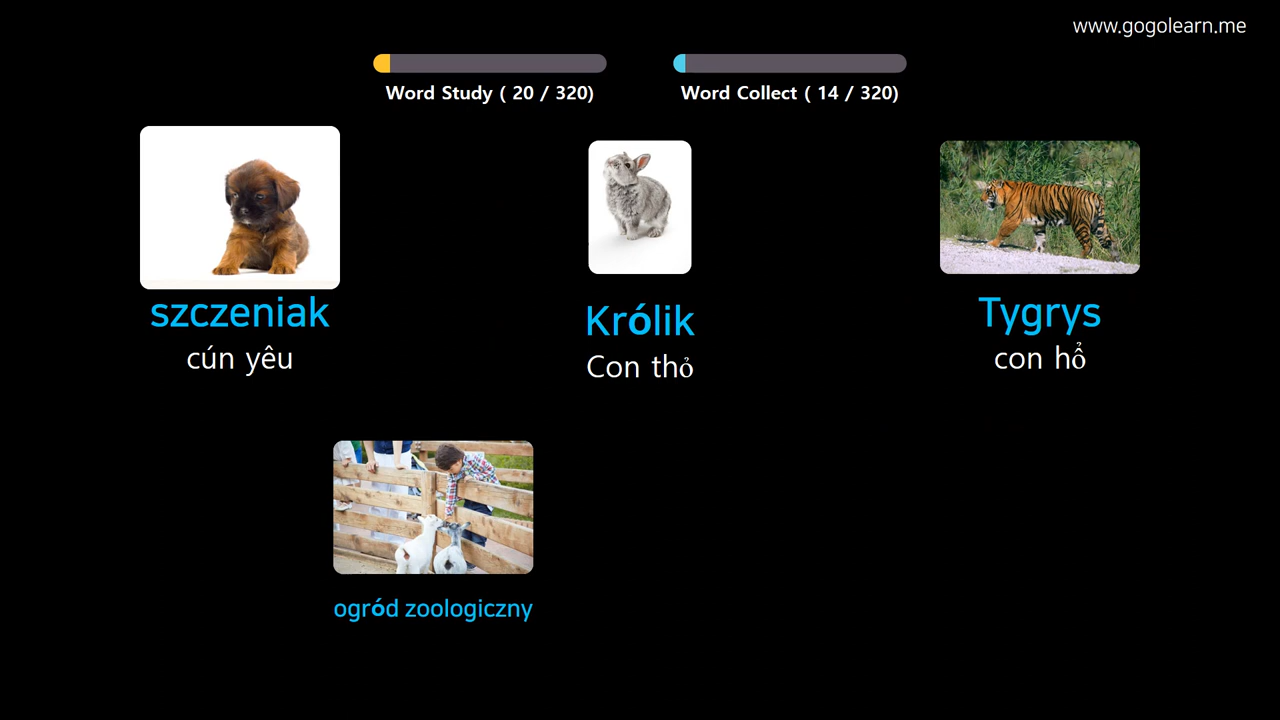 www.gogolearn.me
Word Study ( 20 / 320)
Word Collect ( 14 / 320)
szczeniak
cún yêu
Królik
Con thỏ
Tygrys
con hổ
ogród zoologiczny